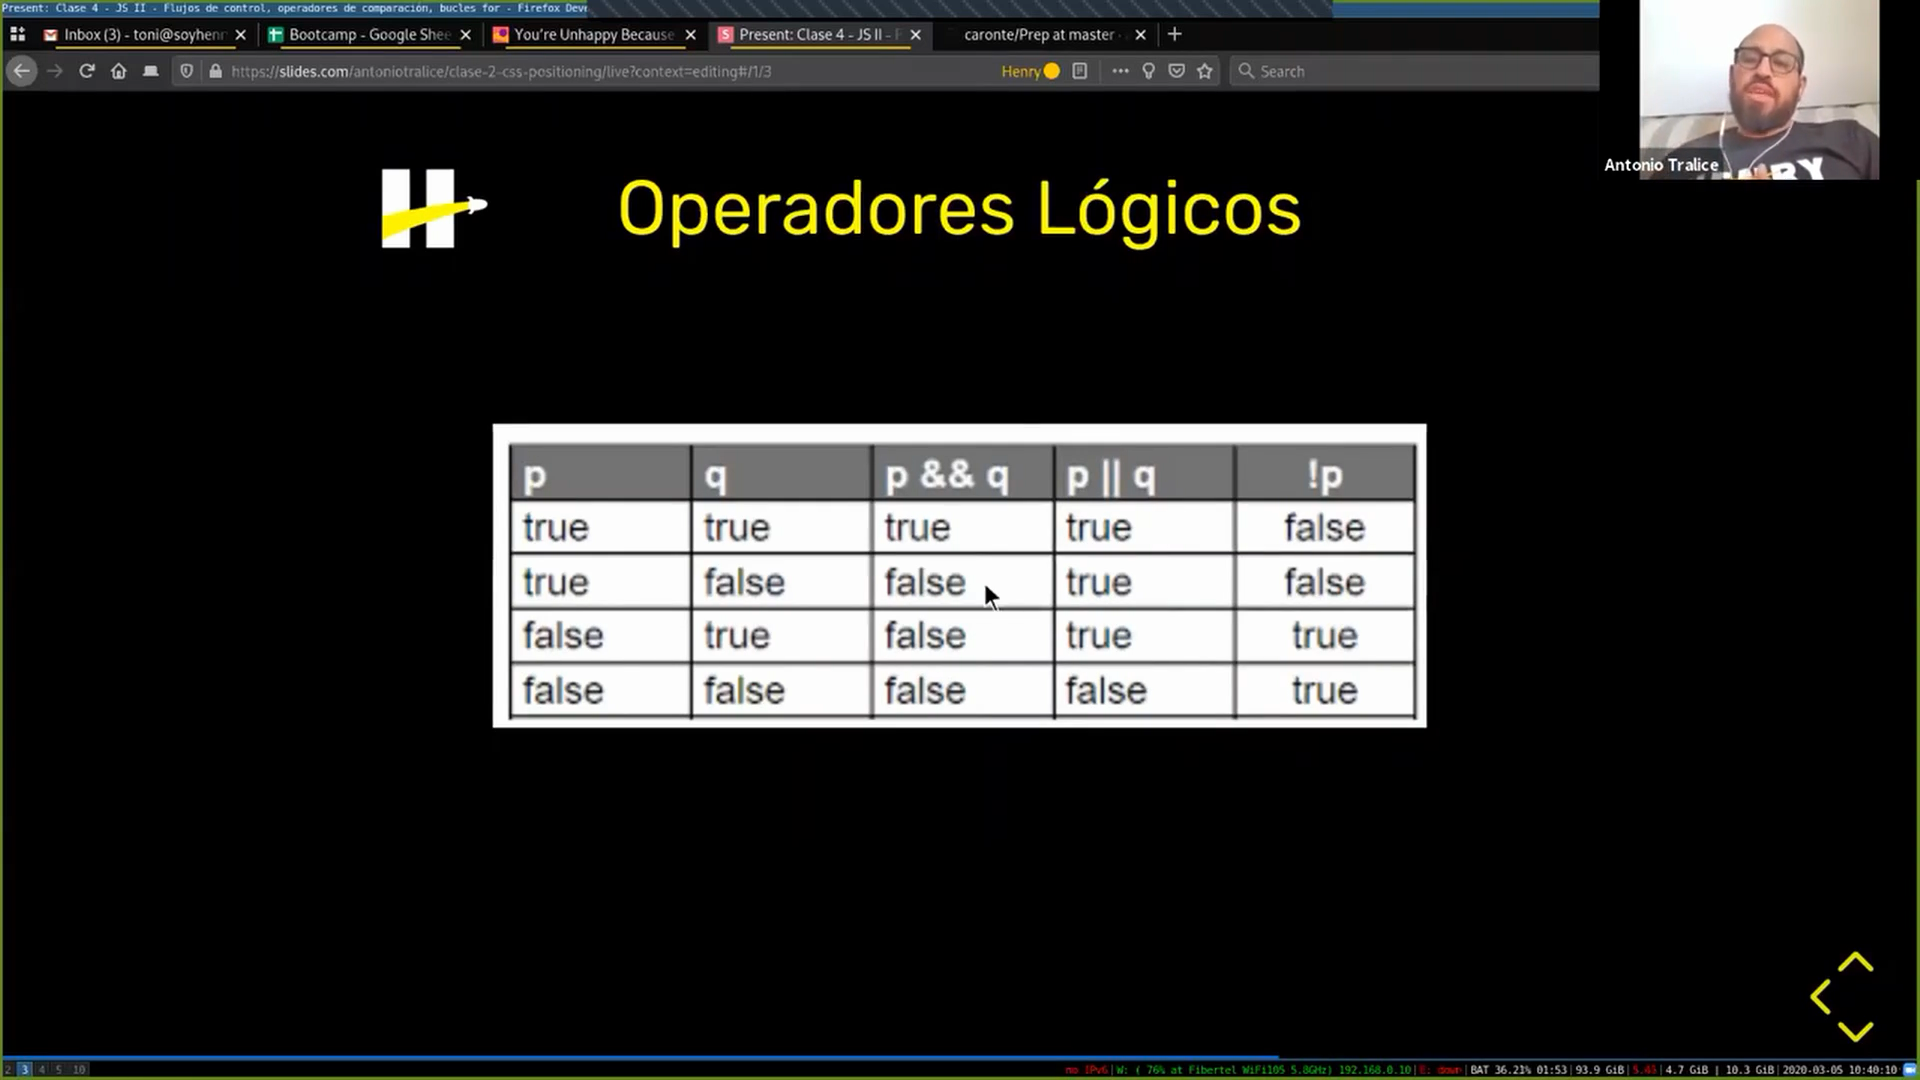 Present: Clase 4 - JS II - Flujos de control, operadores de comparación, bucles for - Firefox Deve
Inbox (3) - toni@soyhenr
Bootcamp - Google Shee
You're Unhappy Because
Present: Clase 4 - JS II - F
caronte/Prep at master -
https://slides.com/antoniotralice/clase-2-css-positioning/live?context=editing#/1/3
Henry
Search
Antonio Tralice
H
Operadores Lógicos
p q p && q p || q !p
true true true true false
true false false true false
false true false true true
false false false false true
2 3 4 5 10
no IPv6| W: ( 76% at Fibertel WiFi105 5.8GHz) 192.168.0.10| E: down| BAT 36.21% 01:53| 93.9 GiB| 4.7 GiB | 10.3 GiB| 2020-03-05 10:40:10